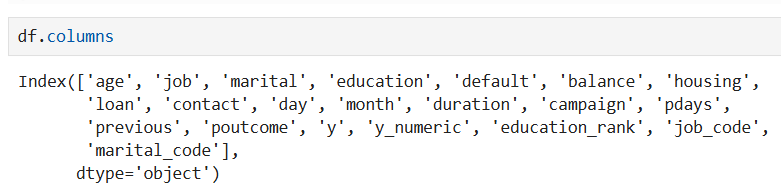 df.columns
Index(['age', 'job', 'marital', 'education', 'default', 'balance', 'housing',
'loan', 'contact', 'day', 'month', 'duration', 'campaign', 'pdays',
'previous', 'poutcome', 'y', 'y_numeric', 'education_rank', 'job_code',
'marital_code'],
dtype='object')